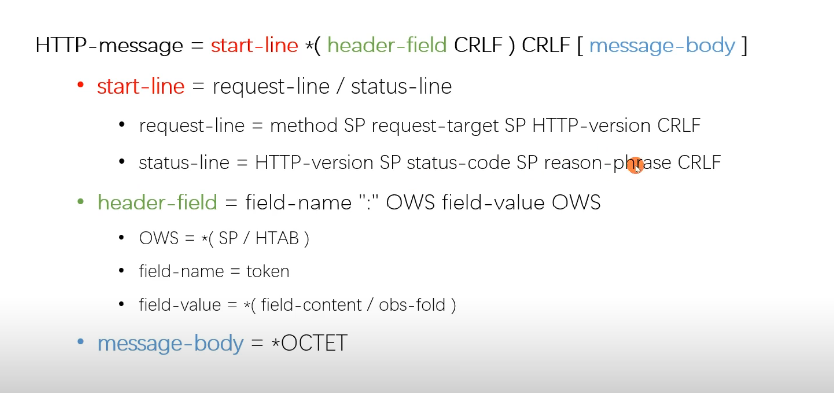 HTTP-message = start-line *( header-field CRLF ) CRLF [ message-body ]
• start-line = request-line / status-line
• request-line = method SP request-target SP HTTP-version CRLF
• status-line = HTTP-version SP status-code SP reason-phrase CRLF
• header-field = field-name ":" OWS field-value OWS
• OWS = *( SP / HTAB )
• field-name = token
• field-value = *( field-content / obs-fold )
• message-body = *OCTET